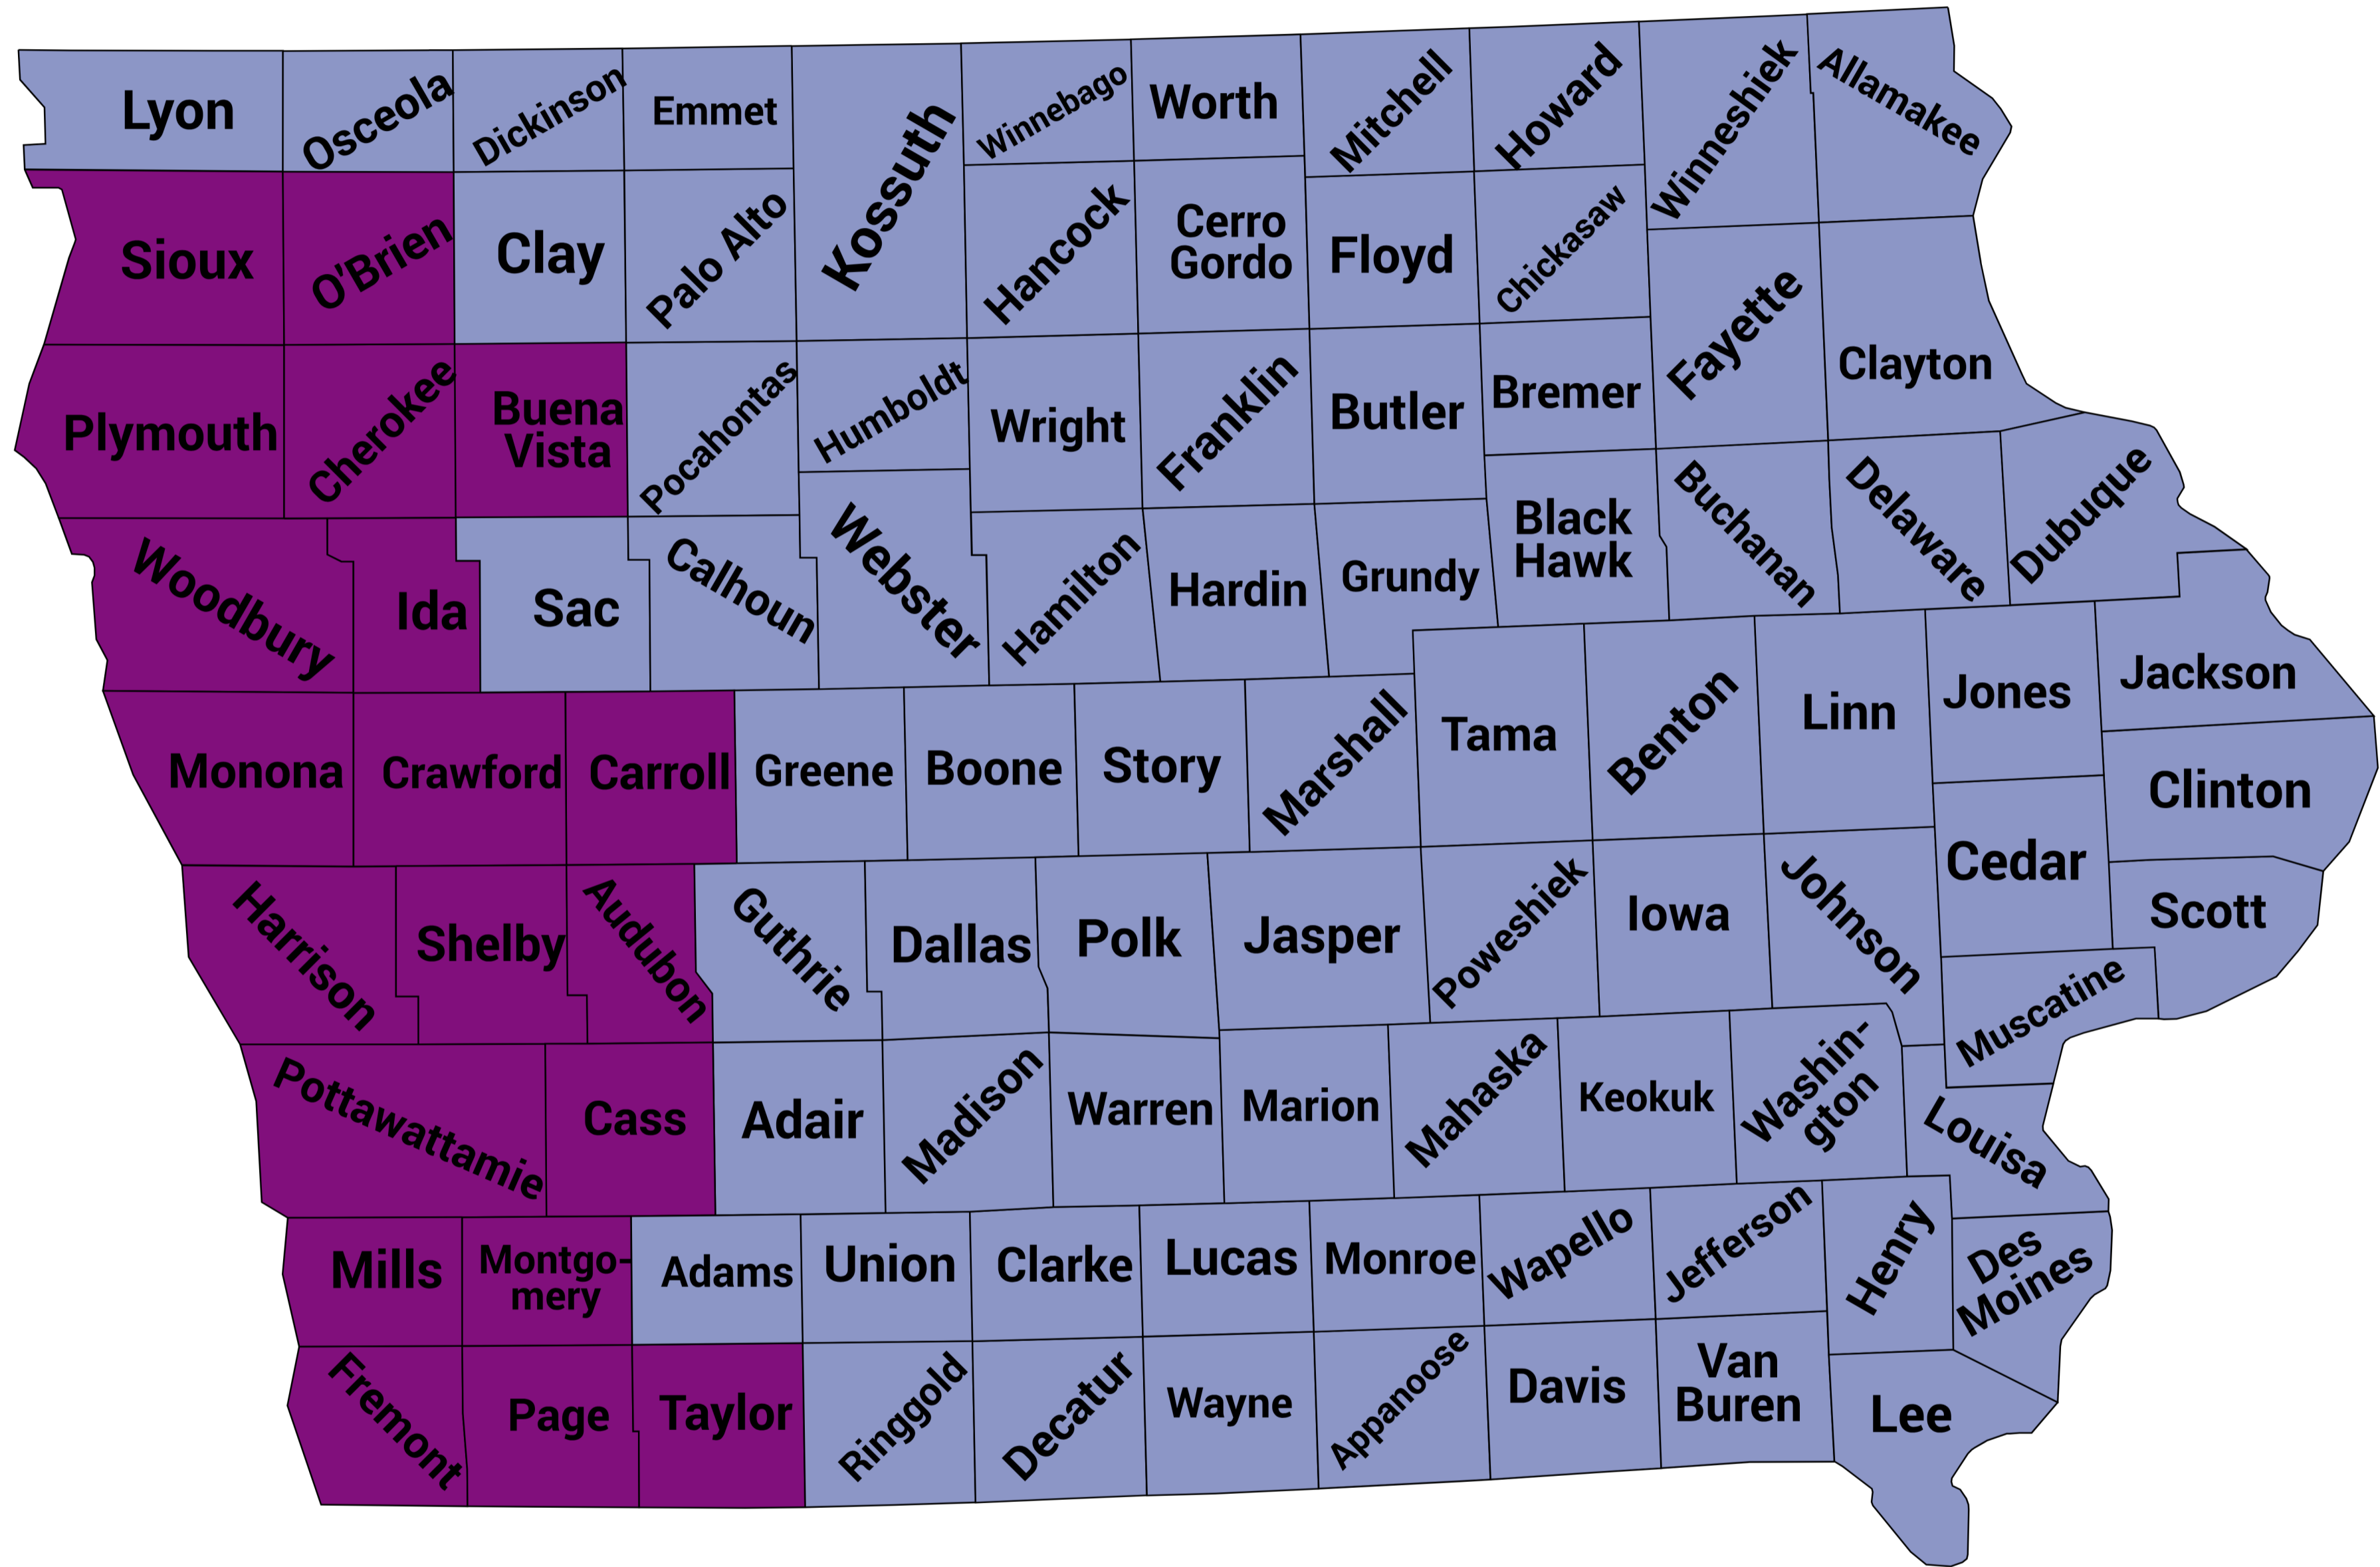 Lyon
Osceola
Dickinson
Emmet
Kossuth
Winnebago
Worth
Mitchell
Howard
Winneshiek
Allamakee
Sioux
O'Brien
Clay
Palo Alto
Hancock
Cerro
Gordo
Floyd
Chickasaw
Fayette
Clayton
Plymouth
Cherokee
Buena
Vista
Pocahontas
Humboldt
Wright
Franklin
Butler
Bremer
Woodbury
Ida
Sac
Calhoun
Webster
Hamilton
Hardin
Grundy
Black
Hawk
Buchanan
Delaware
Dubuque
Monona
Crawford
Carroll
Greene
Boone
Story
Marshall
Tama
Benton
Linn
Jones
Jackson
Clinton
Harrison
Shelby
Audubon
Guthrie
Dallas
Polk
Jasper
Poweshiek
Iowa
Johnson
Cedar
Scott
Muscatine
Pottawattamie
Cass
Adair
Madison
Warren
Marion
Mahaska
Keokuk
Washin-
gton
Louisa
Mills
Montgo-
mery
Adams
Union
Clarke
Lucas
Monroe
Wapello
Jefferson
Henry
Des
Moines
Fremont
Page
Taylor
Ringgold
Decatur
Wayne
Appanoose
Davis
Van
Buren
Lee